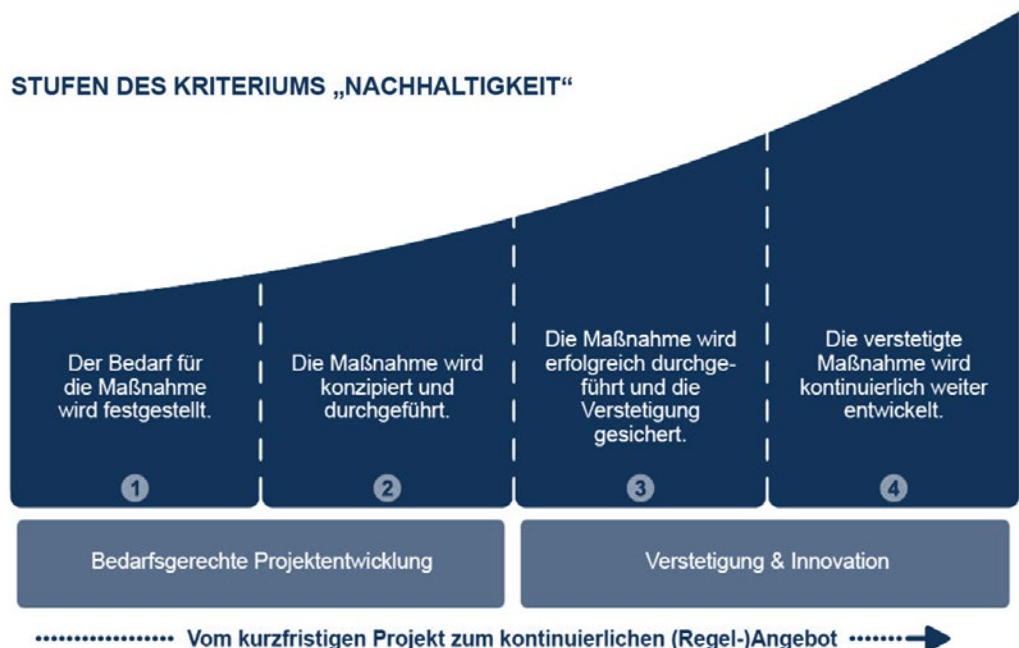 STUFEN DES KRITERIUMS „NACHHALTIGKEIT“
Der Bedarf für
die Maßnahme
wird festgestellt.
1
Die Maßnahme wird
konzipiert und
durchgeführt.
2
Die Maßnahme wird
erfolgreich durchge-
führt und die
Verstetigung
gesichert.
3
Die verstetigte
Maßnahme wird
kontinuierlich weiter
entwickelt.
4
Bedarfsgerechte Projektentwicklung
Verstetigung & Innovation
Vom kurzfristigen Projekt zum kontinuierlichen (Regel-)Angebot